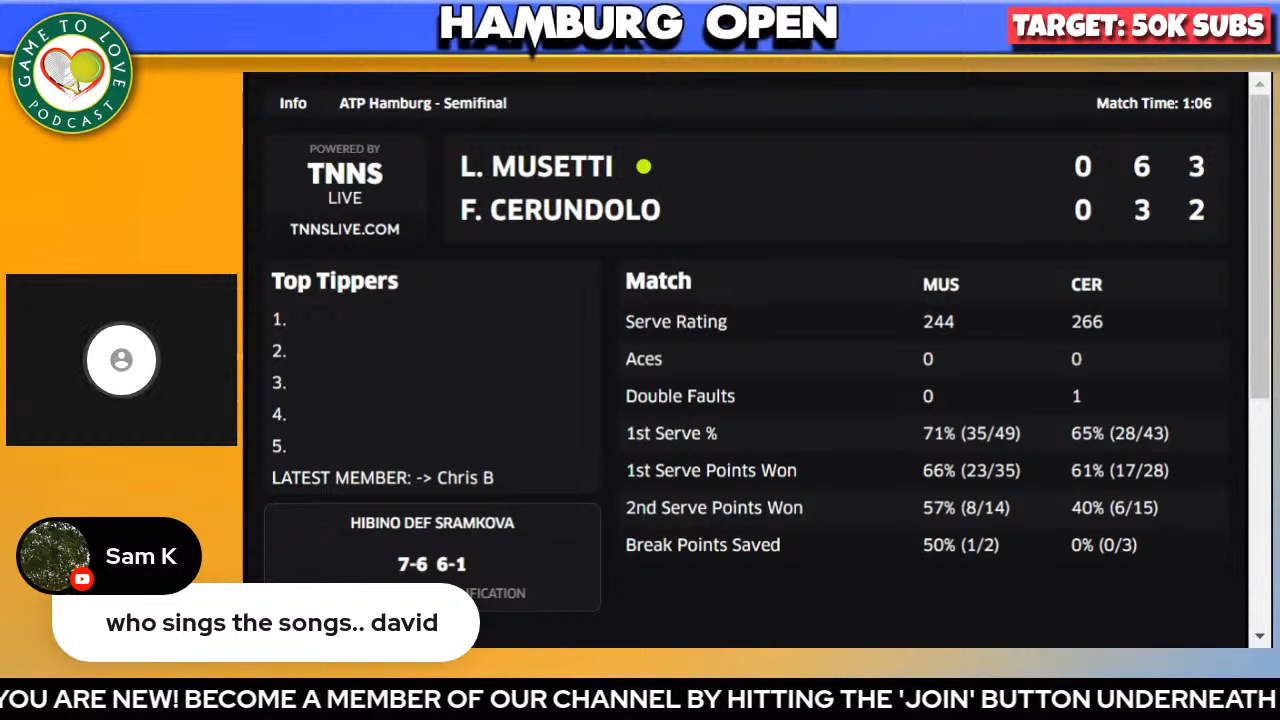 HAMBURG OPEN
TARGET: 50K SUBS
GAME TO LOVE
PODCAST
Info ATP Hamburg - Semifinal Match Time: 1:06
POWERED BY
TNNS
LIVE
TNNSLIVE.COM
L. MUSETTI 0 6 3
F. CERUNDOLO 0 3 2
Top Tippers
1.
2.
3.
4.
5.
LATEST MEMBER: -> Chris B
HIBINO DEF SRAMKOVA
7-6 6-1
Match MUS CER
Serve Rating 244 266
Aces 0 0
Double Faults 0 1
1st Serve % 71% (35/49) 65% (28/43)
1st Serve Points Won 66% (23/35) 61% (17/28)
2nd Serve Points Won 57% (8/14) 40% (6/15)
Break Points Saved 50% (1/2) 0% (0/3)
Sam K
who sings the songs.. david
YOU ARE NEW! BECOME A MEMBER OF OUR CHANNEL BY HITTING THE 'JOIN' BUTTON UNDERNEATH